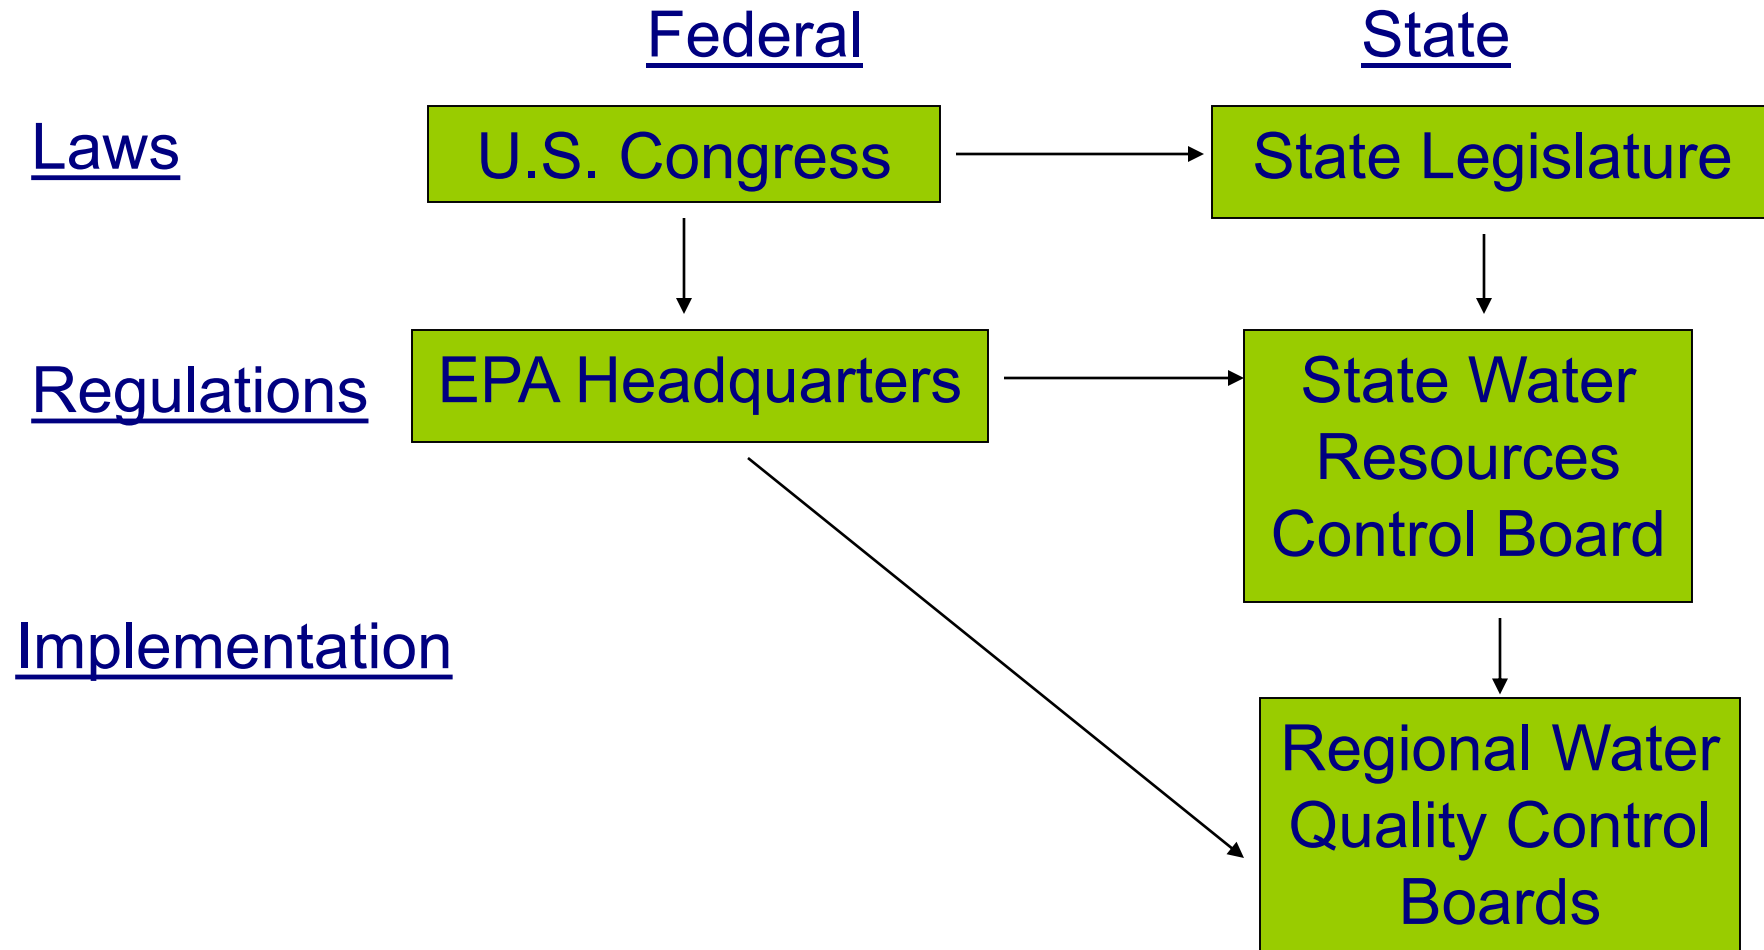 Federal
State
Laws
U.S. Congress
State Legislature
Regulations
EPA Headquarters
State Water
Resources
Control Board
Implementation
Regional Water
Quality Control
Boards